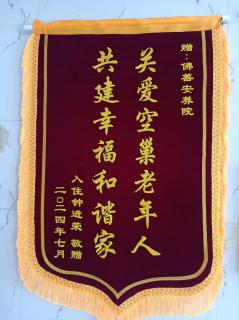 赠：佛善安养院
关爱空巢老年人
共建幸福和谐家
入住钟进荣 敬赠
二〇二四年七月